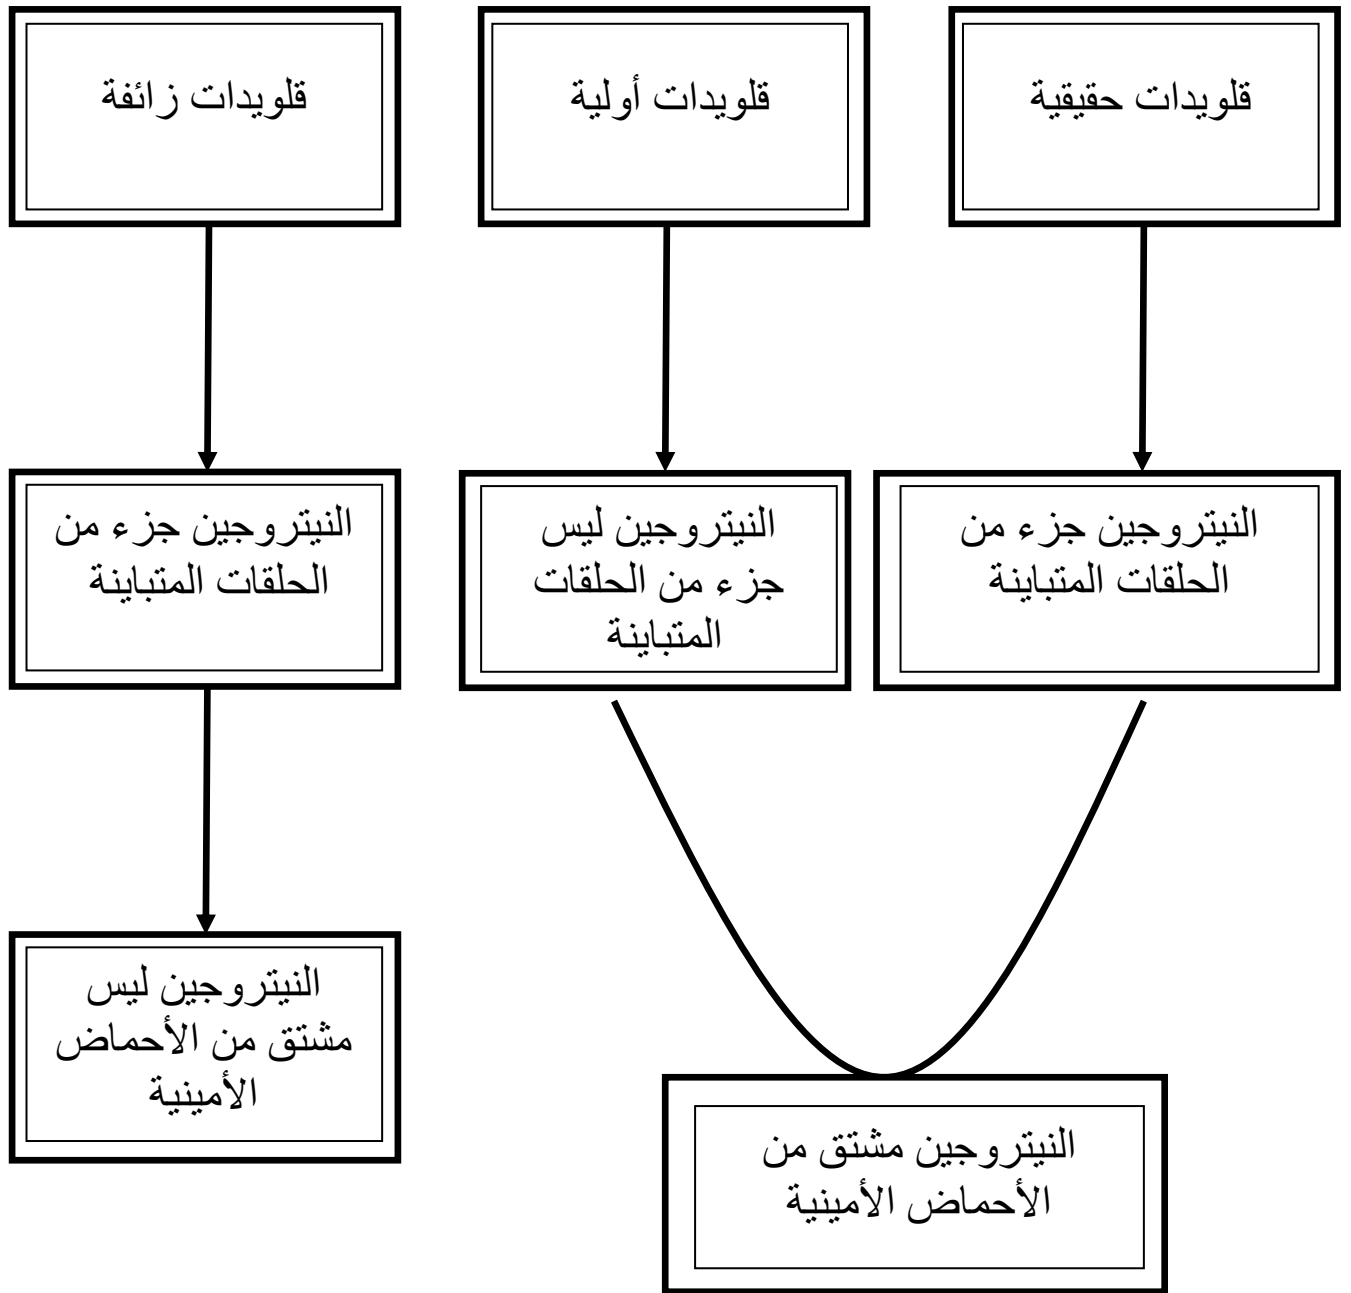 قلويدات حقيقية
قلويدات أولية
قلويدات زائفة
النيتروجين جزء من
الحلقات المتباينة
النيتروجين ليس
جزء من الحلقات
المتباينة
النيتروجين جزء من
الحلقات المتباينة
النيتروجين مشتق من
الأحماض الأمينية
النيتروجين ليس
مشتق من الأحماض
الأمينية